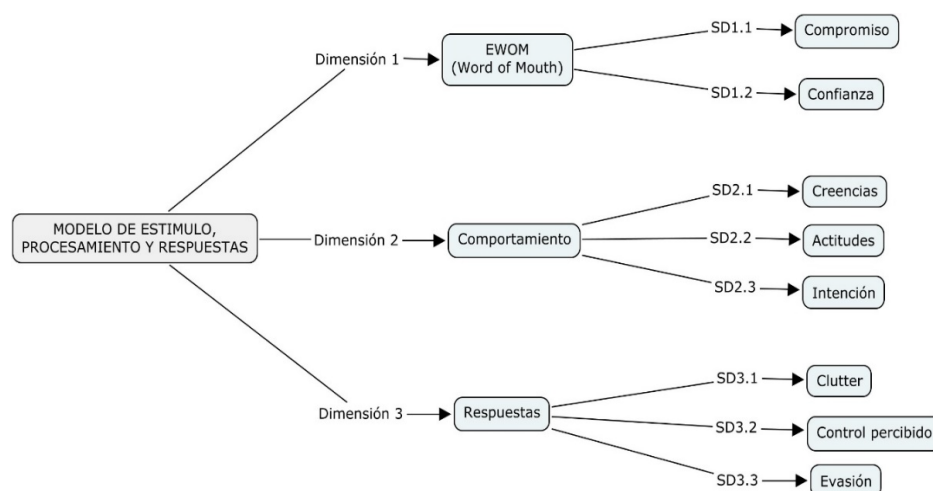 MODELO DE ESTIMULO,
PROCESAMIENTO Y RESPUESTAS
Dimensión 1
EWOM
(Word of Mouth)
SD1.1
Compromiso
SD1.2
Confianza
Dimensión 2
Comportamiento
SD2.1
Creencias
SD2.2
Actitudes
SD2.3
Intención
Dimensión 3
Respuestas
SD3.1
Clutter
SD3.2
Control percibido
SD3.3
Evasión